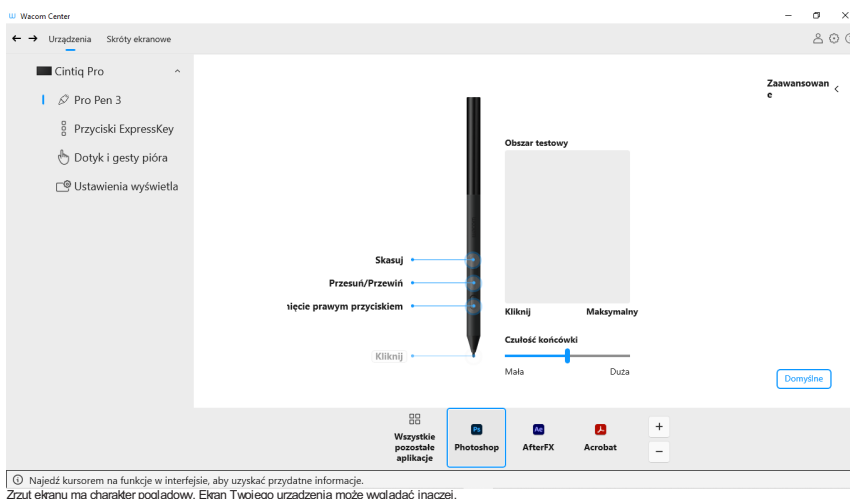 Wacom Center
Urządzenia Skróty ekranowe
Cintiq Pro
Pro Pen 3
Przyciski ExpressKey
Dotyk i gesty pióra
Ustawienia wyświetla
Zaawansowan
e
Obszar testowy
Skasuj
Przesuń/Przewiń
nięcie prawym przyciskiem
Kliknij
Kliknij Maksymalny
Czułość końcówki
Mała Duża
Domyślne
Wszystkie
pozostałe
aplikacje
Ps
Photoshop
Ae
AfterFX
Acrobat
Najedź kursorem na funkcje w interfejsie, aby uzyskać przydatne informacje.
Zrzut ekranu ma charakter poglądowy. Ekran Twojego urządzenia może wyglądać inaczej.